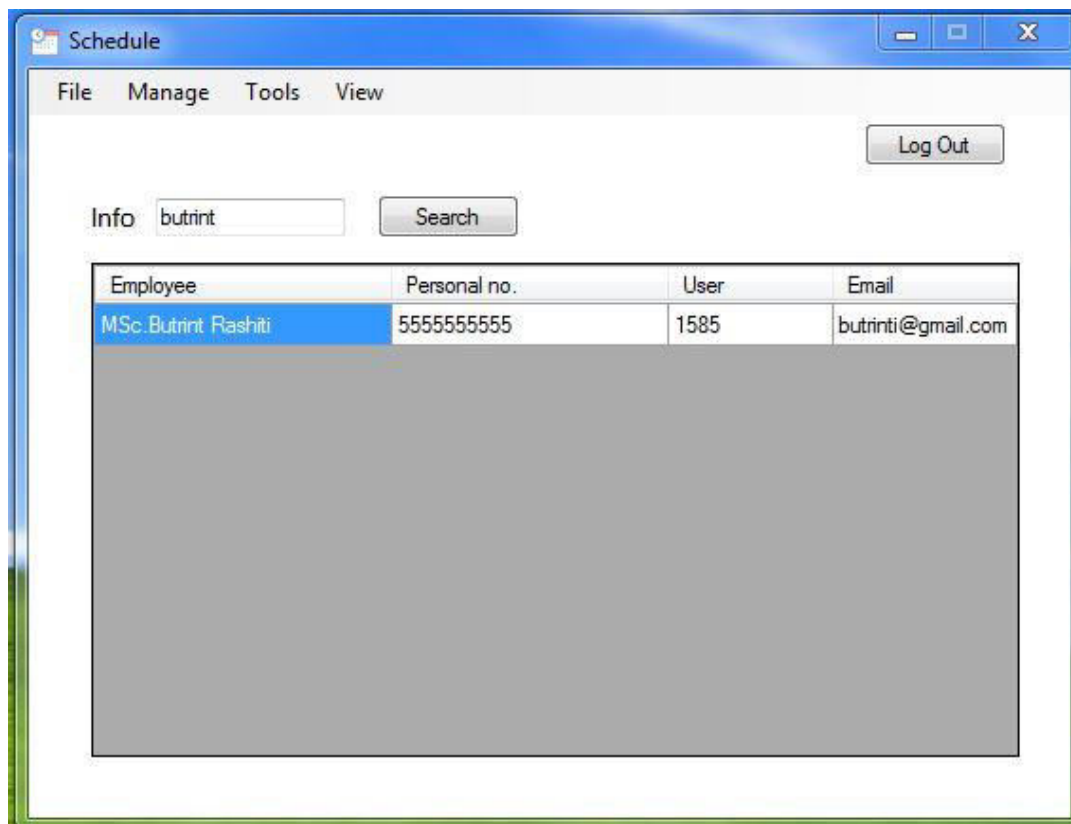 Schedule
File Manage Tools View
Log Out
Info butrint Search
Employee Personal no. User Email
MSc.Butrint Rashiti 5555555555 1585 butrinti@gmail.com